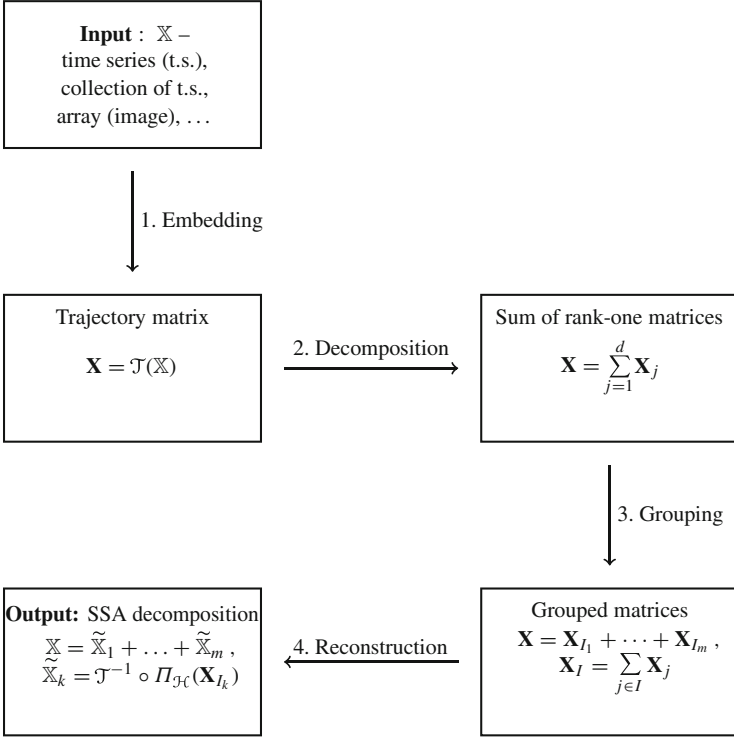 Input : 𝕏 –
time series (t.s.),
collection of t.s.,
array (image), …
1. Embedding
Trajectory matrix
𝐗 = 𝒯(𝕏)
2. Decomposition
Sum of rank-one matrices
𝐗 = ∑_{j=1}^{d} 𝐗_j
3. Grouping
Grouped matrices
𝐗 = 𝐗_{I_1} + ⋯ + 𝐗_{I_m} ,
𝐗_I = ∑_{j∈I} 𝐗_j
4. Reconstruction
Output: SSA decomposition
𝕏 = 𝕏̃_1 + … + 𝕏̃_m ,
𝕏̃_k = 𝒯^{−1} ∘ Π_ℋ(𝐗_{I_k})